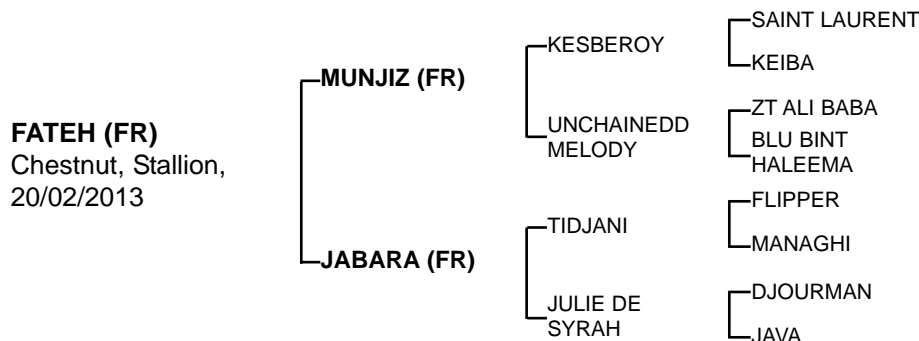 SAINT LAURENT
KESBEROY
KEIBA
MUNJIZ (FR)
ZT ALI BABA
UNCHAINEDD
MELODY
BLU BINT
HALEEMA
FATEH (FR)
Chestnut, Stallion,
20/02/2013
FLIPPER
TIDJANI
MANAGHI
JABARA (FR)
DJOURMAN
JULIE DE
SYRAH
JAVA